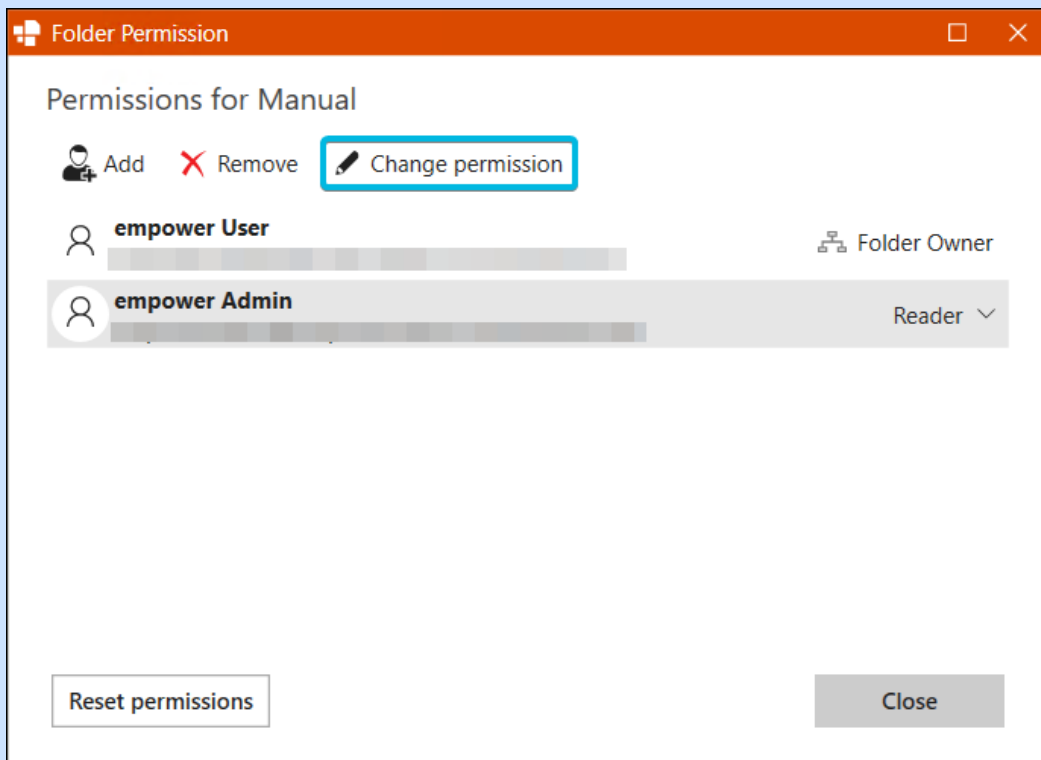 Folder Permission
Permissions for Manual
Add Remove Change permission
empower User
Folder Owner
empower Admin
Reader
Reset permissions Close